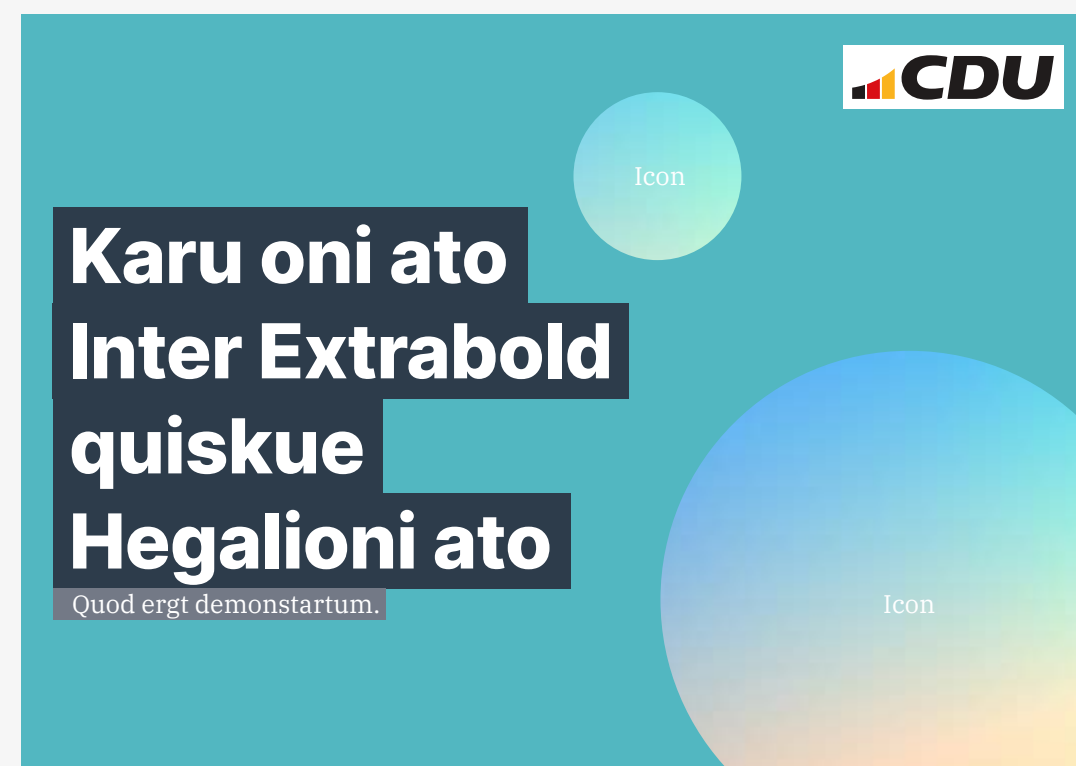 CDU
Icon
Karu oni ato
Inter Extrabold
quiskue
Hegalioni ato
Quod ergt demonstartum.
Icon